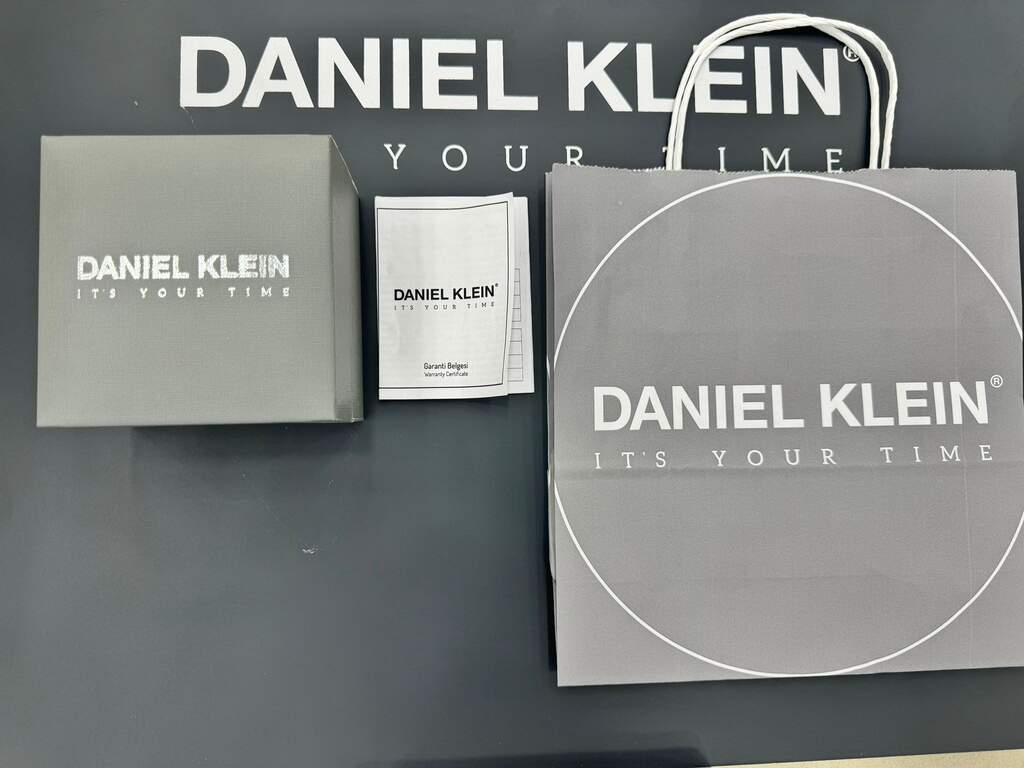 DANIEL KLEIN®
YOUR TIME
DANIEL KLEIN
IT'S YOUR TIME
DANIEL KLEIN®
IT'S YOUR TIME
Garanti Belgesi
Warranty Certificate
DANIEL KLEIN®
IT'S YOUR TIME